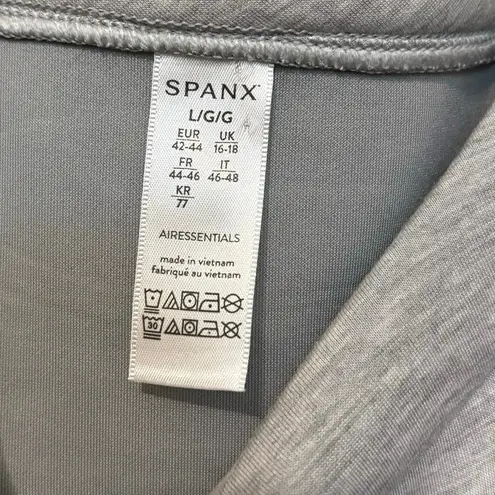 SPANX
L/G/G
EUR UK
42-44 16-18
FR IT
44-46 46-48
KR
77
AIRESSENTIALS
made in vietnam
fabriqué au vietnam
30